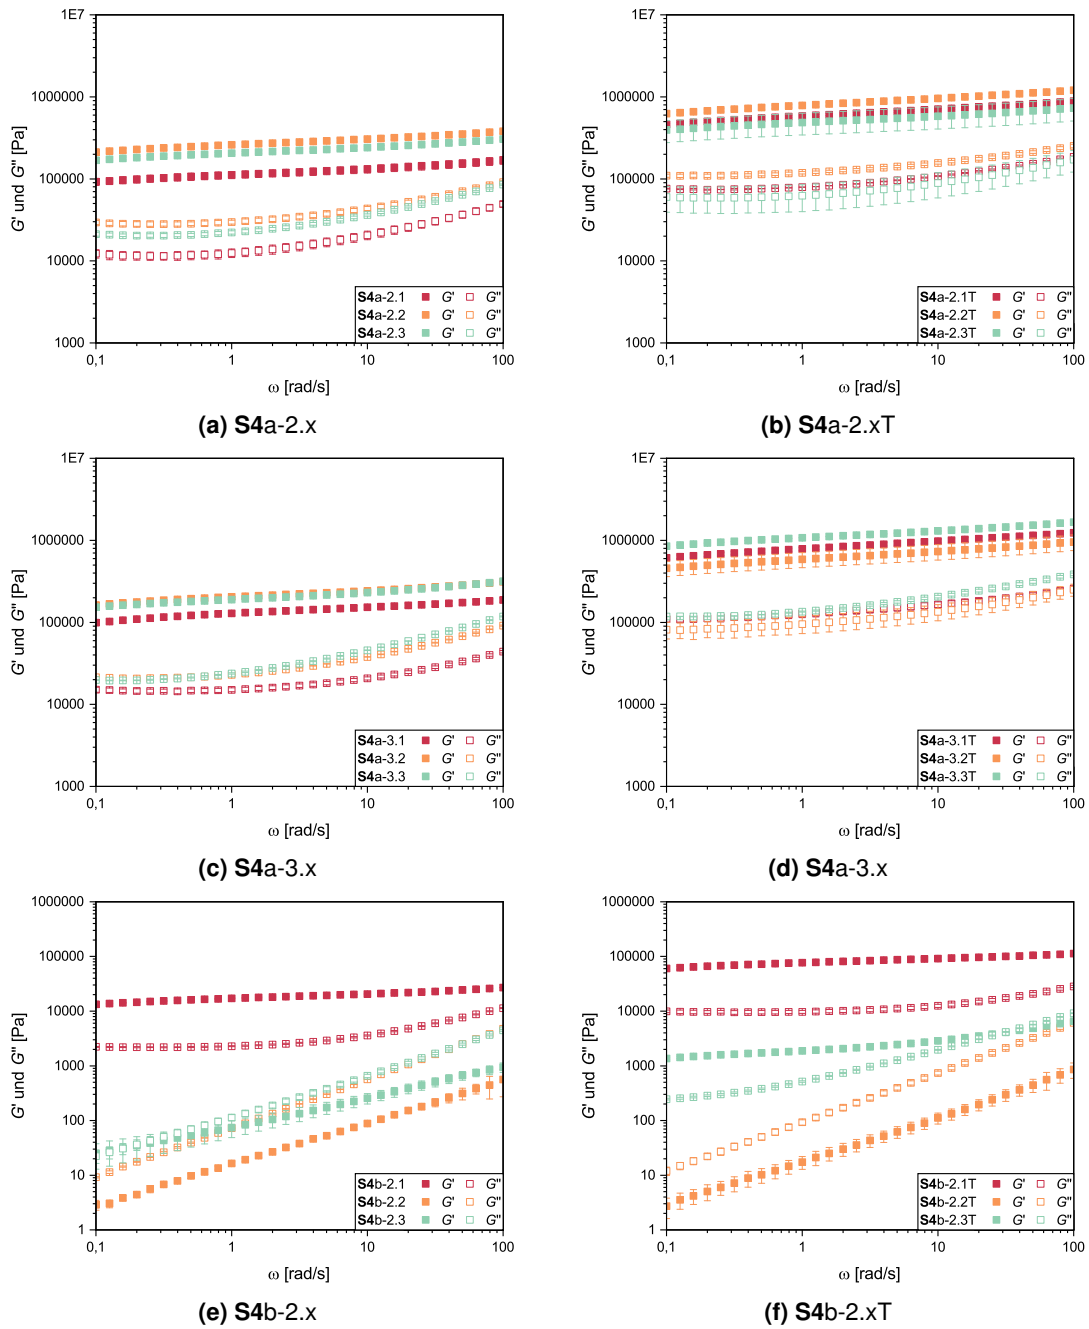 1E7
1000000
100000
10000
1000
G' und G'' [Pa]
S4a-2.1 G' G''
S4a-2.2 G' G''
S4a-2.3 G' G''
0,1 1 10 100
ω [rad/s]
(a) S4a-2.x
1E7
1000000
100000
10000
1000
G' und G'' [Pa]
S4a-2.1T G' G''
S4a-2.2T G' G''
S4a-2.3T G' G''
0,1 1 10 100
ω [rad/s]
(b) S4a-2.xT
1E7
1000000
100000
10000
1000
G' und G'' [Pa]
S4a-3.1 G' G''
S4a-3.2 G' G''
S4a-3.3 G' G''
0,1 1 10 100
ω [rad/s]
(c) S4a-3.x
1E7
1000000
100000
10000
1000
G' und G'' [Pa]
S4a-3.1T G' G''
S4a-3.2T G' G''
S4a-3.3T G' G''
0,1 1 10 100
ω [rad/s]
(d) S4a-3.x
1000000
100000
10000
1000
100
10
1
G' und G'' [Pa]
S4b-2.1 G' G''
S4b-2.2 G' G''
S4b-2.3 G' G''
0,1 1 10 100
ω [rad/s]
(e) S4b-2.x
1000000
100000
10000
1000
100
10
1
G' und G'' [Pa]
S4b-2.1T G' G''
S4b-2.2T G' G''
S4b-2.3T G' G''
0,1 1 10 100
ω [rad/s]
(f) S4b-2.xT